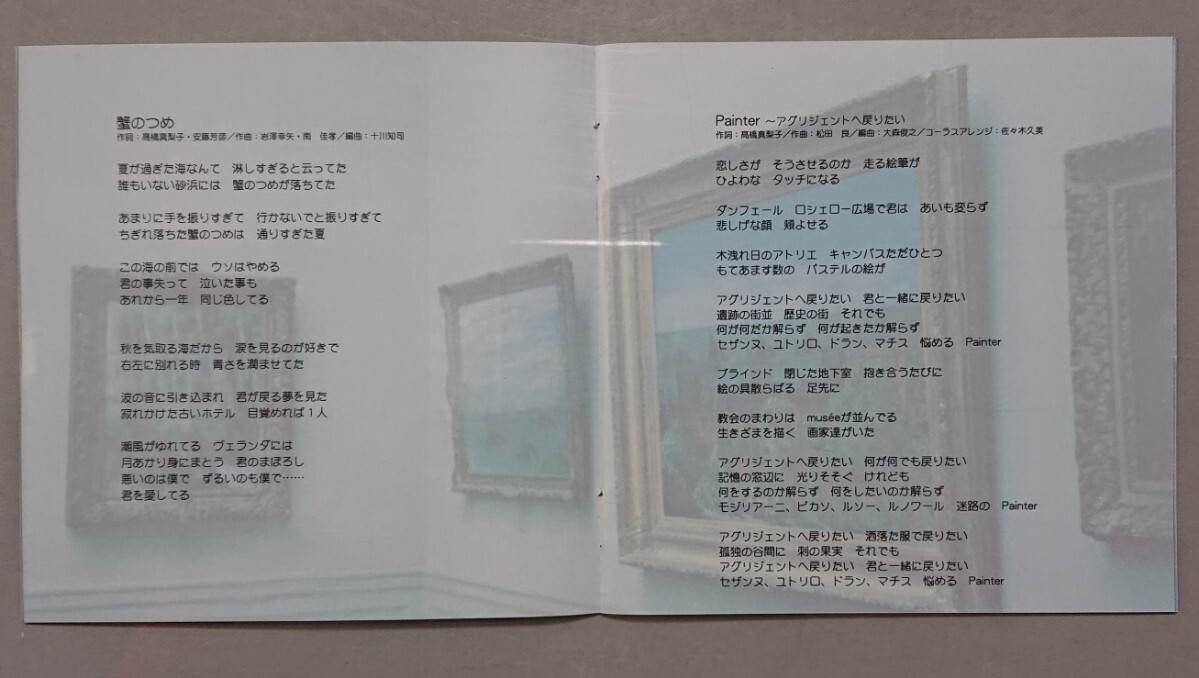 蟹のつめ
作詞：高橋真梨子・安藤芳彦／作曲：岩澤幸矢・南　佳孝／編曲：十川知司
夏が過ぎた海なんて　淋しすぎると云ってた
誰もいない砂浜には　蟹のつめが落ちてた
あまりに手を振りすぎて　行かないでと振りすぎて
ちぎれ落ちた蟹のつめは　通りすぎた夏
この海の前では　ウソはやめる
君の事失って　泣いた事も
あれから一年　同じ色してる
秋を気取る海だから　涙を見るのが好きで
右左に別れる時　青さを潤ませてた
波の音に引き込まれ　君が戻る夢を見た
寂れかけた古いホテル　目覚めれば1人
潮風がゆれてる　ヴェランダには
月あかり身にまとう　君のまぼろし
悪いのは僕で　ずるいのも僕で……
君を愛してる
Painter ～アグリジェントへ戻りたい
作詞：高橋真梨子／作曲：松田　良／編曲：大森俊之／コーラスアレンジ：佐々木久美
恋しさが　そうさせるのか　走る絵筆が
ひよわな　タッチになる
ダンフェール　ロシェロー広場で君は　あいも変らず
悲しげな顔　頬よせる
木洩れ日のアトリエ　キャンバスただひとつ
もてあます数の　パステルの絵が
アグリジェントへ戻りたい　君と一緒に戻りたい
遺跡の街並　歴史の街　それでも
何が何だか解らず　何が起きたか解らず
セザンヌ、ユトリロ、ドラン、マチス　悩める　Painter
ブラインド　閉じた地下室　抱き合うたびに
絵の具散らばる　足先に
教会のまわりは　muséeが並んでる
生きざまを描く　画家達がいた
アグリジェントへ戻りたい　何が何でも戻りたい
記憶の窓辺に　光りそそぐ　けれども
何をするのか解らず　何をしたいのか解らず
モジリアーニ、ピカソ、ルソー、ルノワール　迷路の　Painter
アグリジェントへ戻りたい　洒落た服で戻りたい
孤独の谷間に　刺の果実　それでも
アグリジェントへ戻りたい　君と一緒に戻りたい
セザンヌ、ユトリロ、ドラン、マチス　悩める　Painter